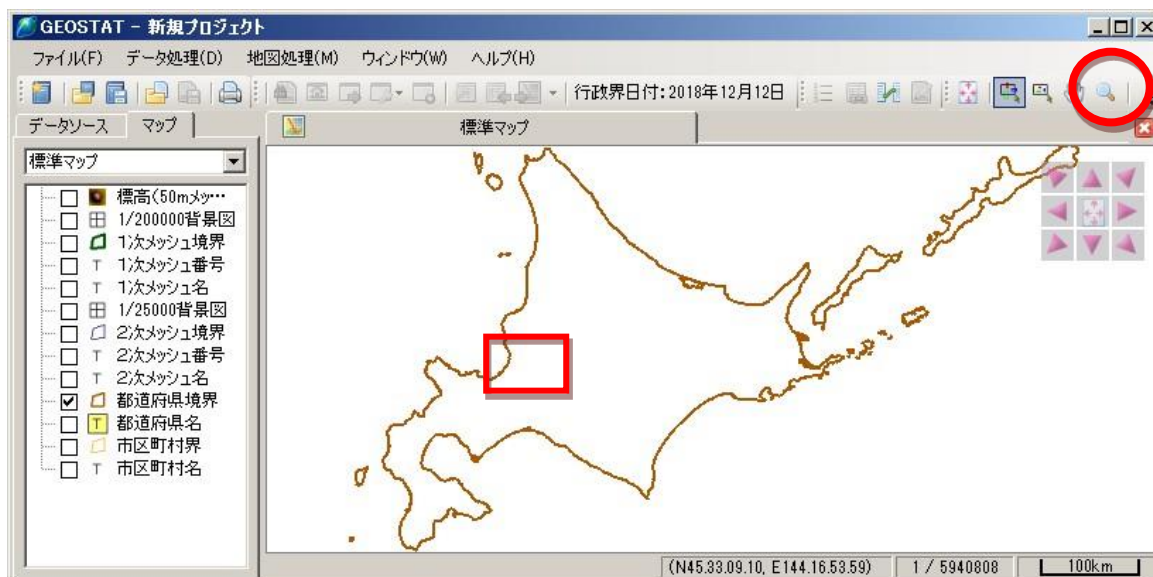 GEOSTAT - 新規プロジェクト
ファイル(F) データ処理(D) 地図処理(M) ウィンドウ(W) ヘルプ(H)
行政界日付:2018年12月12日
データソース マップ
標準マップ
標準マップ
標高(50mメッ…
1/200000背景図
1次メッシュ境界
1次メッシュ番号
1次メッシュ名
1/25000背景図
2次メッシュ境界
2次メッシュ番号
2次メッシュ名
都道府県境界
都道府県名
市区町村界
市区町村名
(N45.33.09.10, E144.16.53.59) 1 / 5940808 100km